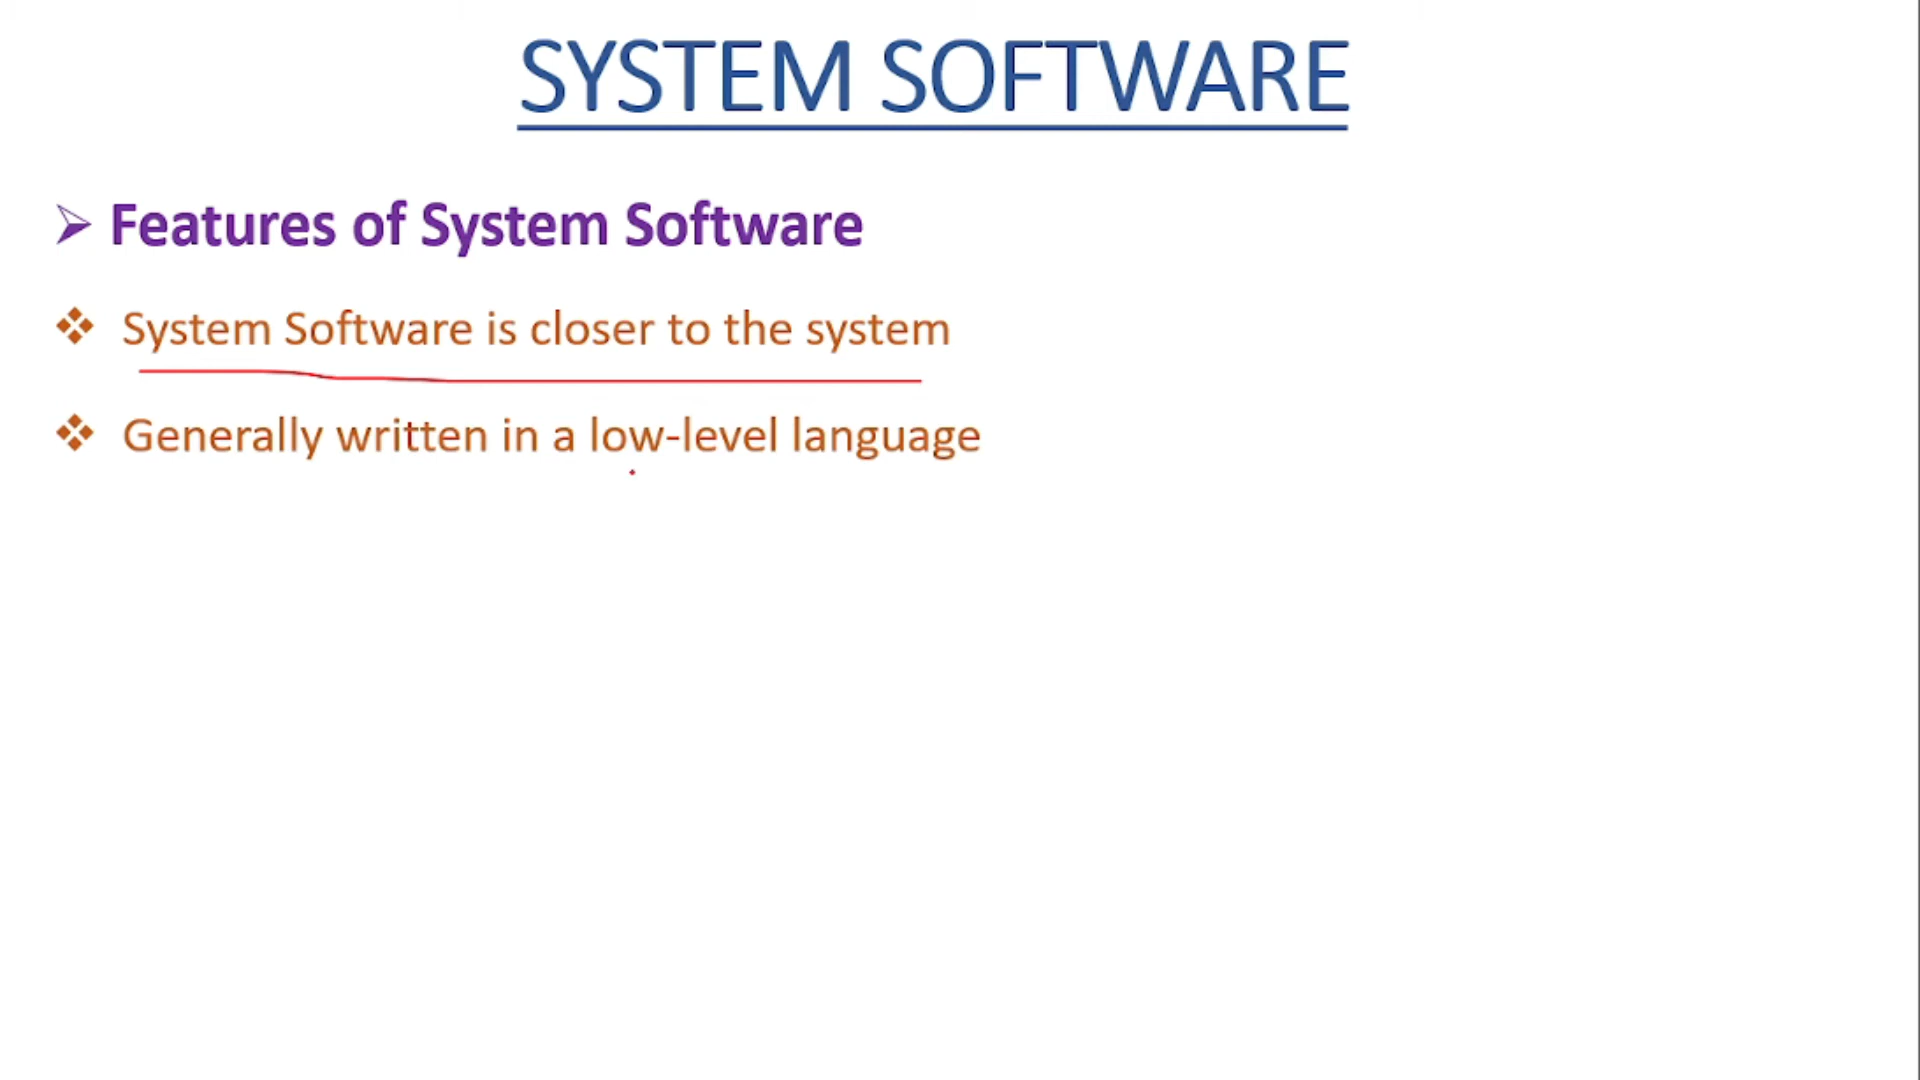 SYSTEM SOFTWARE
Features of System Software
System Software is closer to the system
Generally written in a low-level language